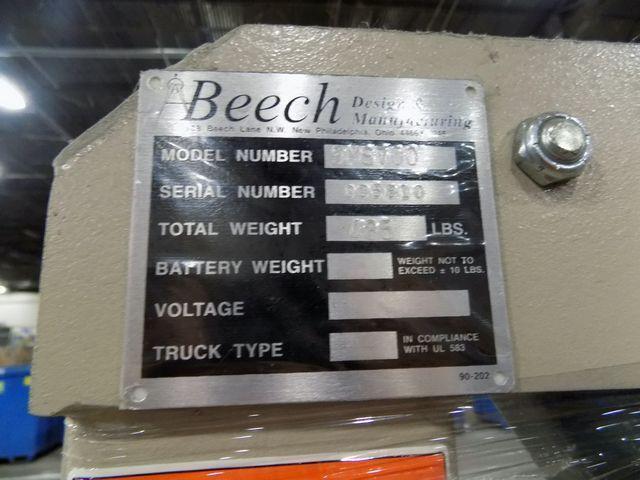 Beech Design &
Manufacturing
Beech Lane N.W. New Philadelphia, Ohio
MODEL NUMBER
SERIAL NUMBER
TOTAL WEIGHT LBS.
BATTERY WEIGHT WEIGHT NOT TO
EXCEED ± 10 LBS.
VOLTAGE
TRUCK TYPE IN COMPLIANCE
WITH UL 583
90-202